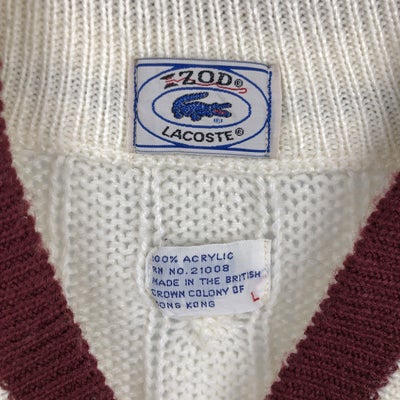 IZOD®
®
LACOSTE®
100% ACRYLIC
RN NO. 21008
MADE IN THE BRITISH
CROWN COLONY OF
HONG KONG
L